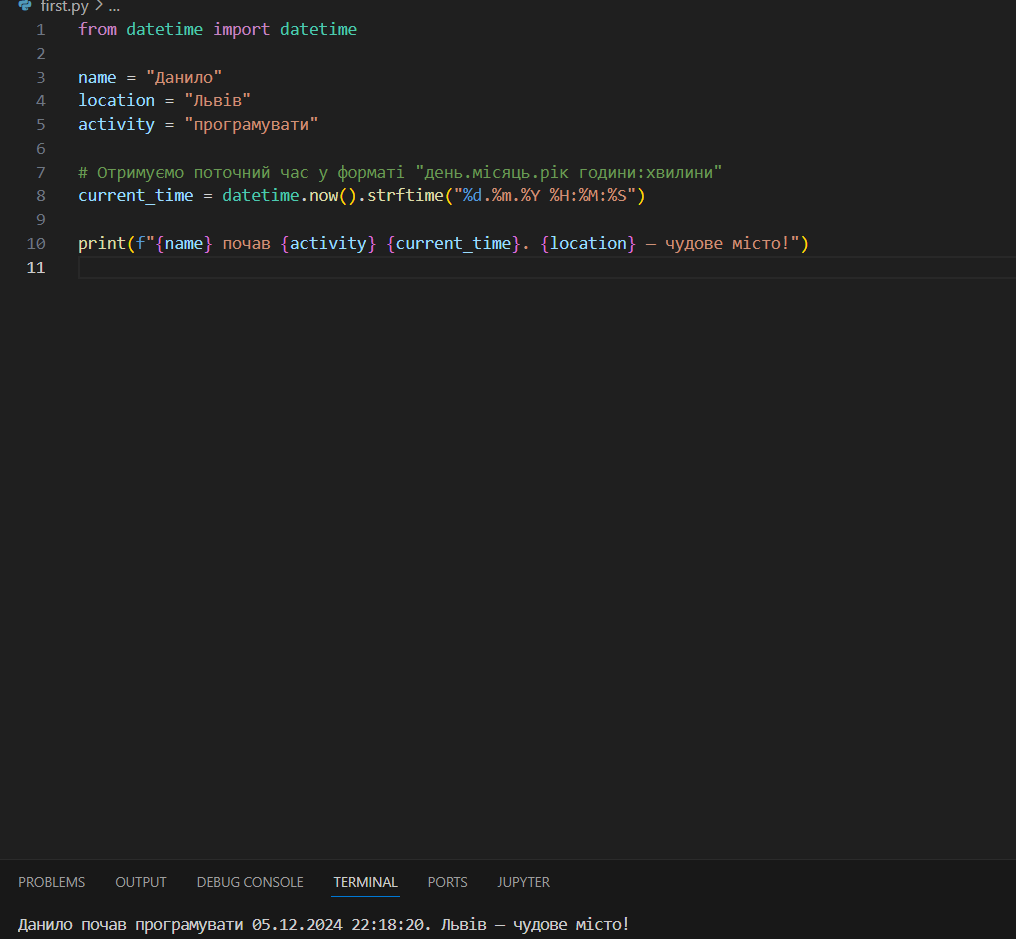 first.py > ...
1 from datetime import datetime
2
3 name = "Данило"
4 location = "Львів"
5 activity = "програмувати"
6
7 # Отримуємо поточний час у форматі "день.місяць.рік години:хвилини"
8 current_time = datetime.now().strftime("%d.%m.%Y %H:%M:%S")
9
10 print(f"{name} почав {activity} {current_time}. {location} — чудове місто!")
11
PROBLEMS OUTPUT DEBUG CONSOLE TERMINAL PORTS JUPYTER
Данило почав програмувати 05.12.2024 22:18:20. Львів — чудове місто!